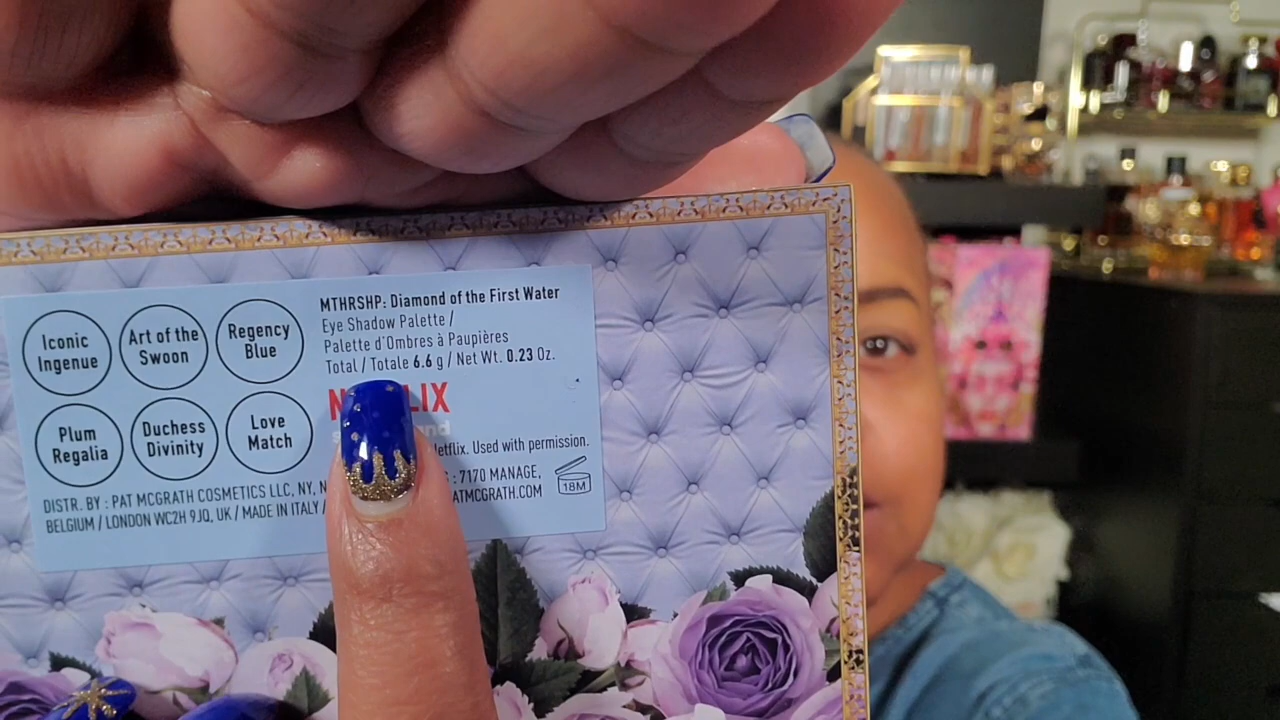 Iconic
Ingenue
Art of the
Swoon
Regency
Blue
Plum
Regalia
Duchess
Divinity
Love
Match
MTHRSHP: Diamond of the First Water
Eye Shadow Palette /
Palette d'Ombres à Paupières
Total / Totale 6.6 g / Net Wt. 0.23 Oz.
N LIX
Netflix. Used with permission.
DISTR. BY : PAT MCGRATH COSMETICS LLC, NY, N : 7170 MANAGE,
BELGIUM / LONDON WC2H 9JQ, UK / MADE IN ITALY / ATMCGRATH.COM
18M